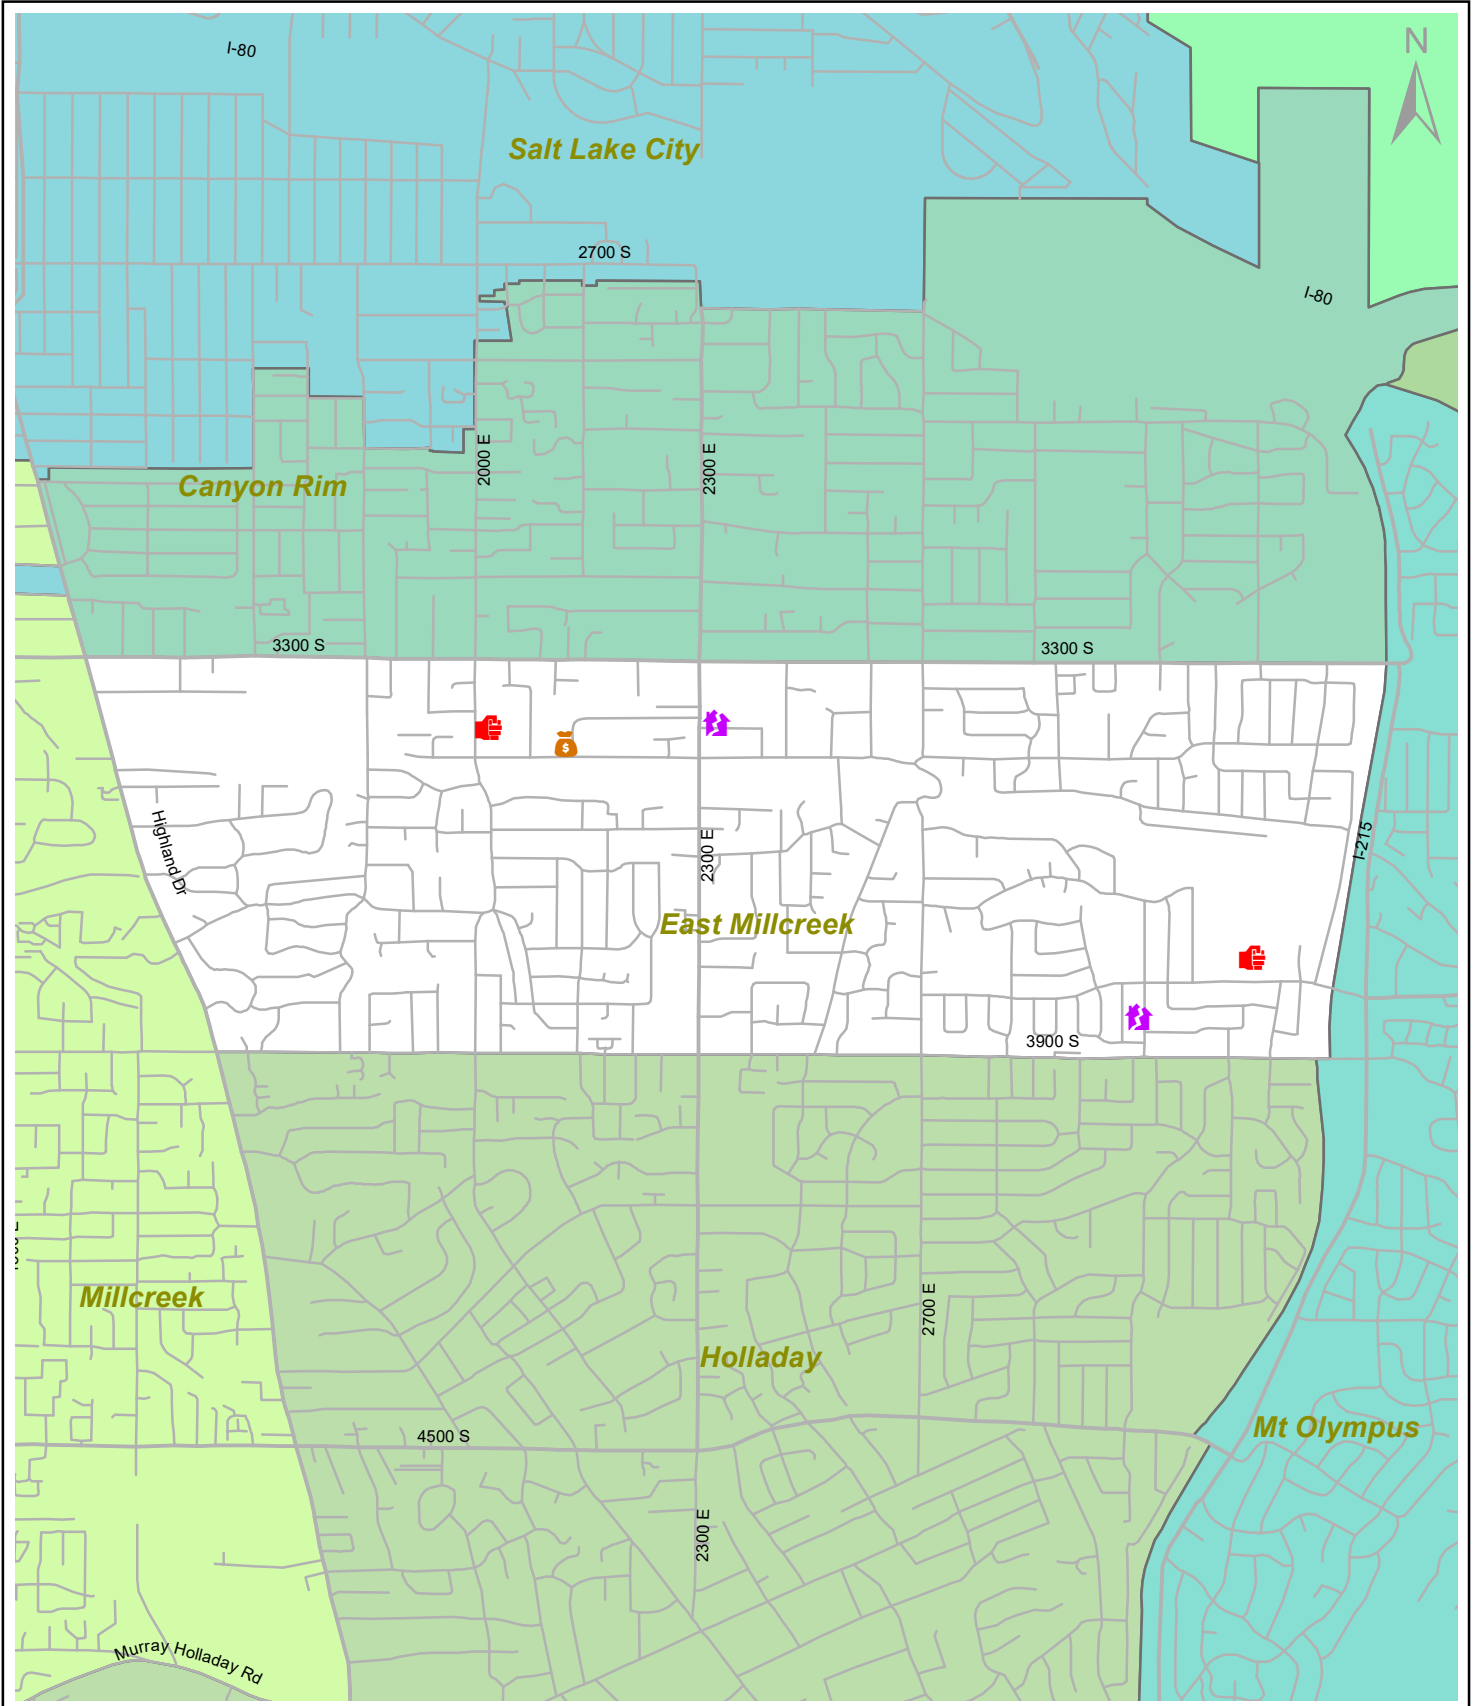 I-80
N
Salt Lake City
2700 S
I-80
2000 E
2300 E
Canyon Rim
3300 S
3300 S
$
Highland Dr
2300 E
I-215
East Millcreek
3900 S
2700 E
Millcreek
Holladay
Mt Olympus
4500 S
2300 E
Murray Holladay Rd